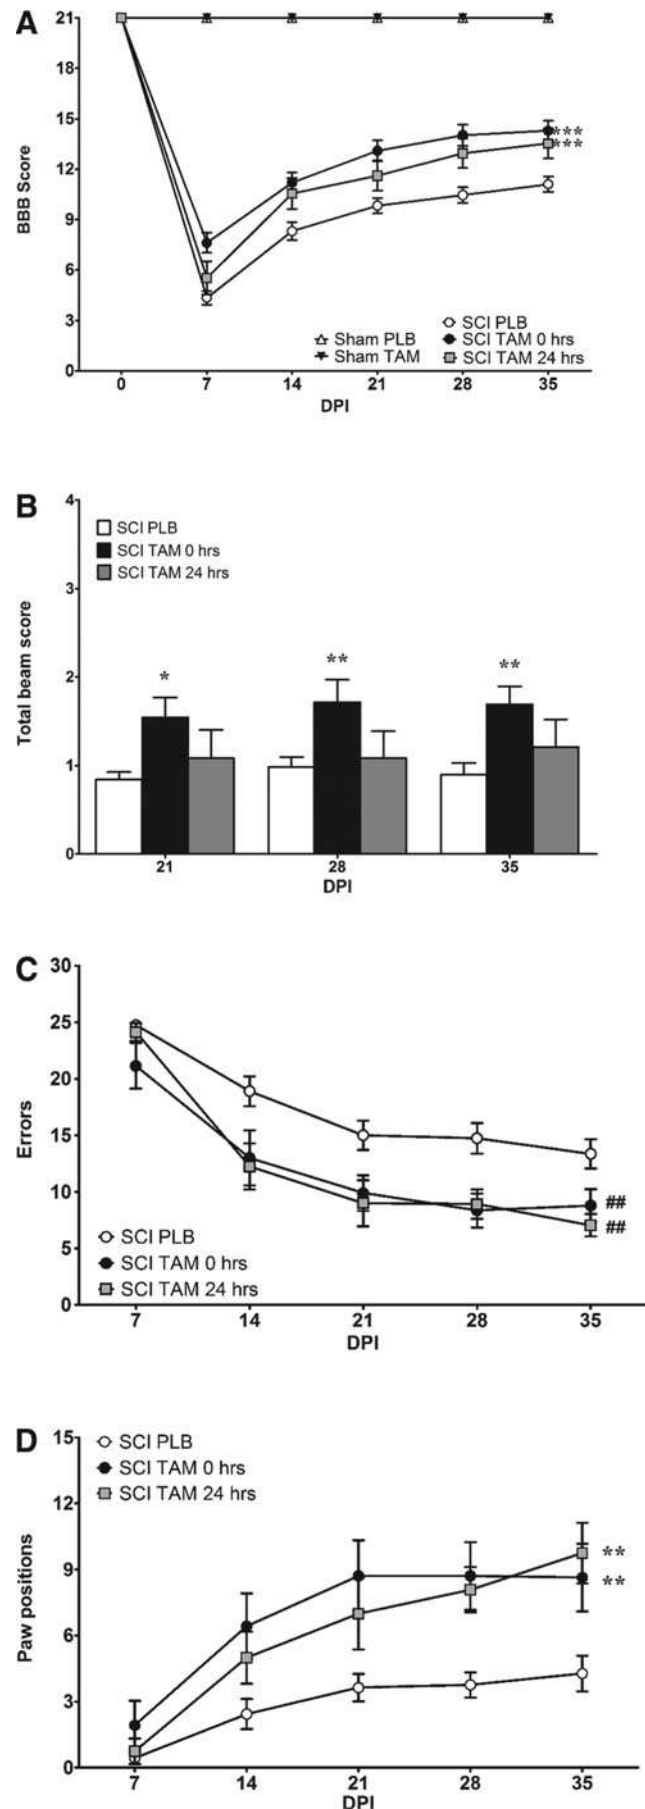 A
21
18
15
12
9
6
3
0
BBB Score
***
***
Sham PLB
Sham TAM
SCI PLB
SCI TAM 0 hrs
SCI TAM 24 hrs
0 7 14 21 28 35
DPI
B
4
3
2
1
0
Total beam score
SCI PLB
SCI TAM 0 hrs
SCI TAM 24 hrs
* ** **
21 28 35
DPI
C
30
25
20
15
10
5
0
Errors
##
##
SCI PLB
SCI TAM 0 hrs
SCI TAM 24 hrs
7 14 21 28 35
DPI
D
15
12
9
6
3
0
Paw positions
SCI PLB
SCI TAM 0 hrs
SCI TAM 24 hrs
**
**
7 14 21 28 35
DPI